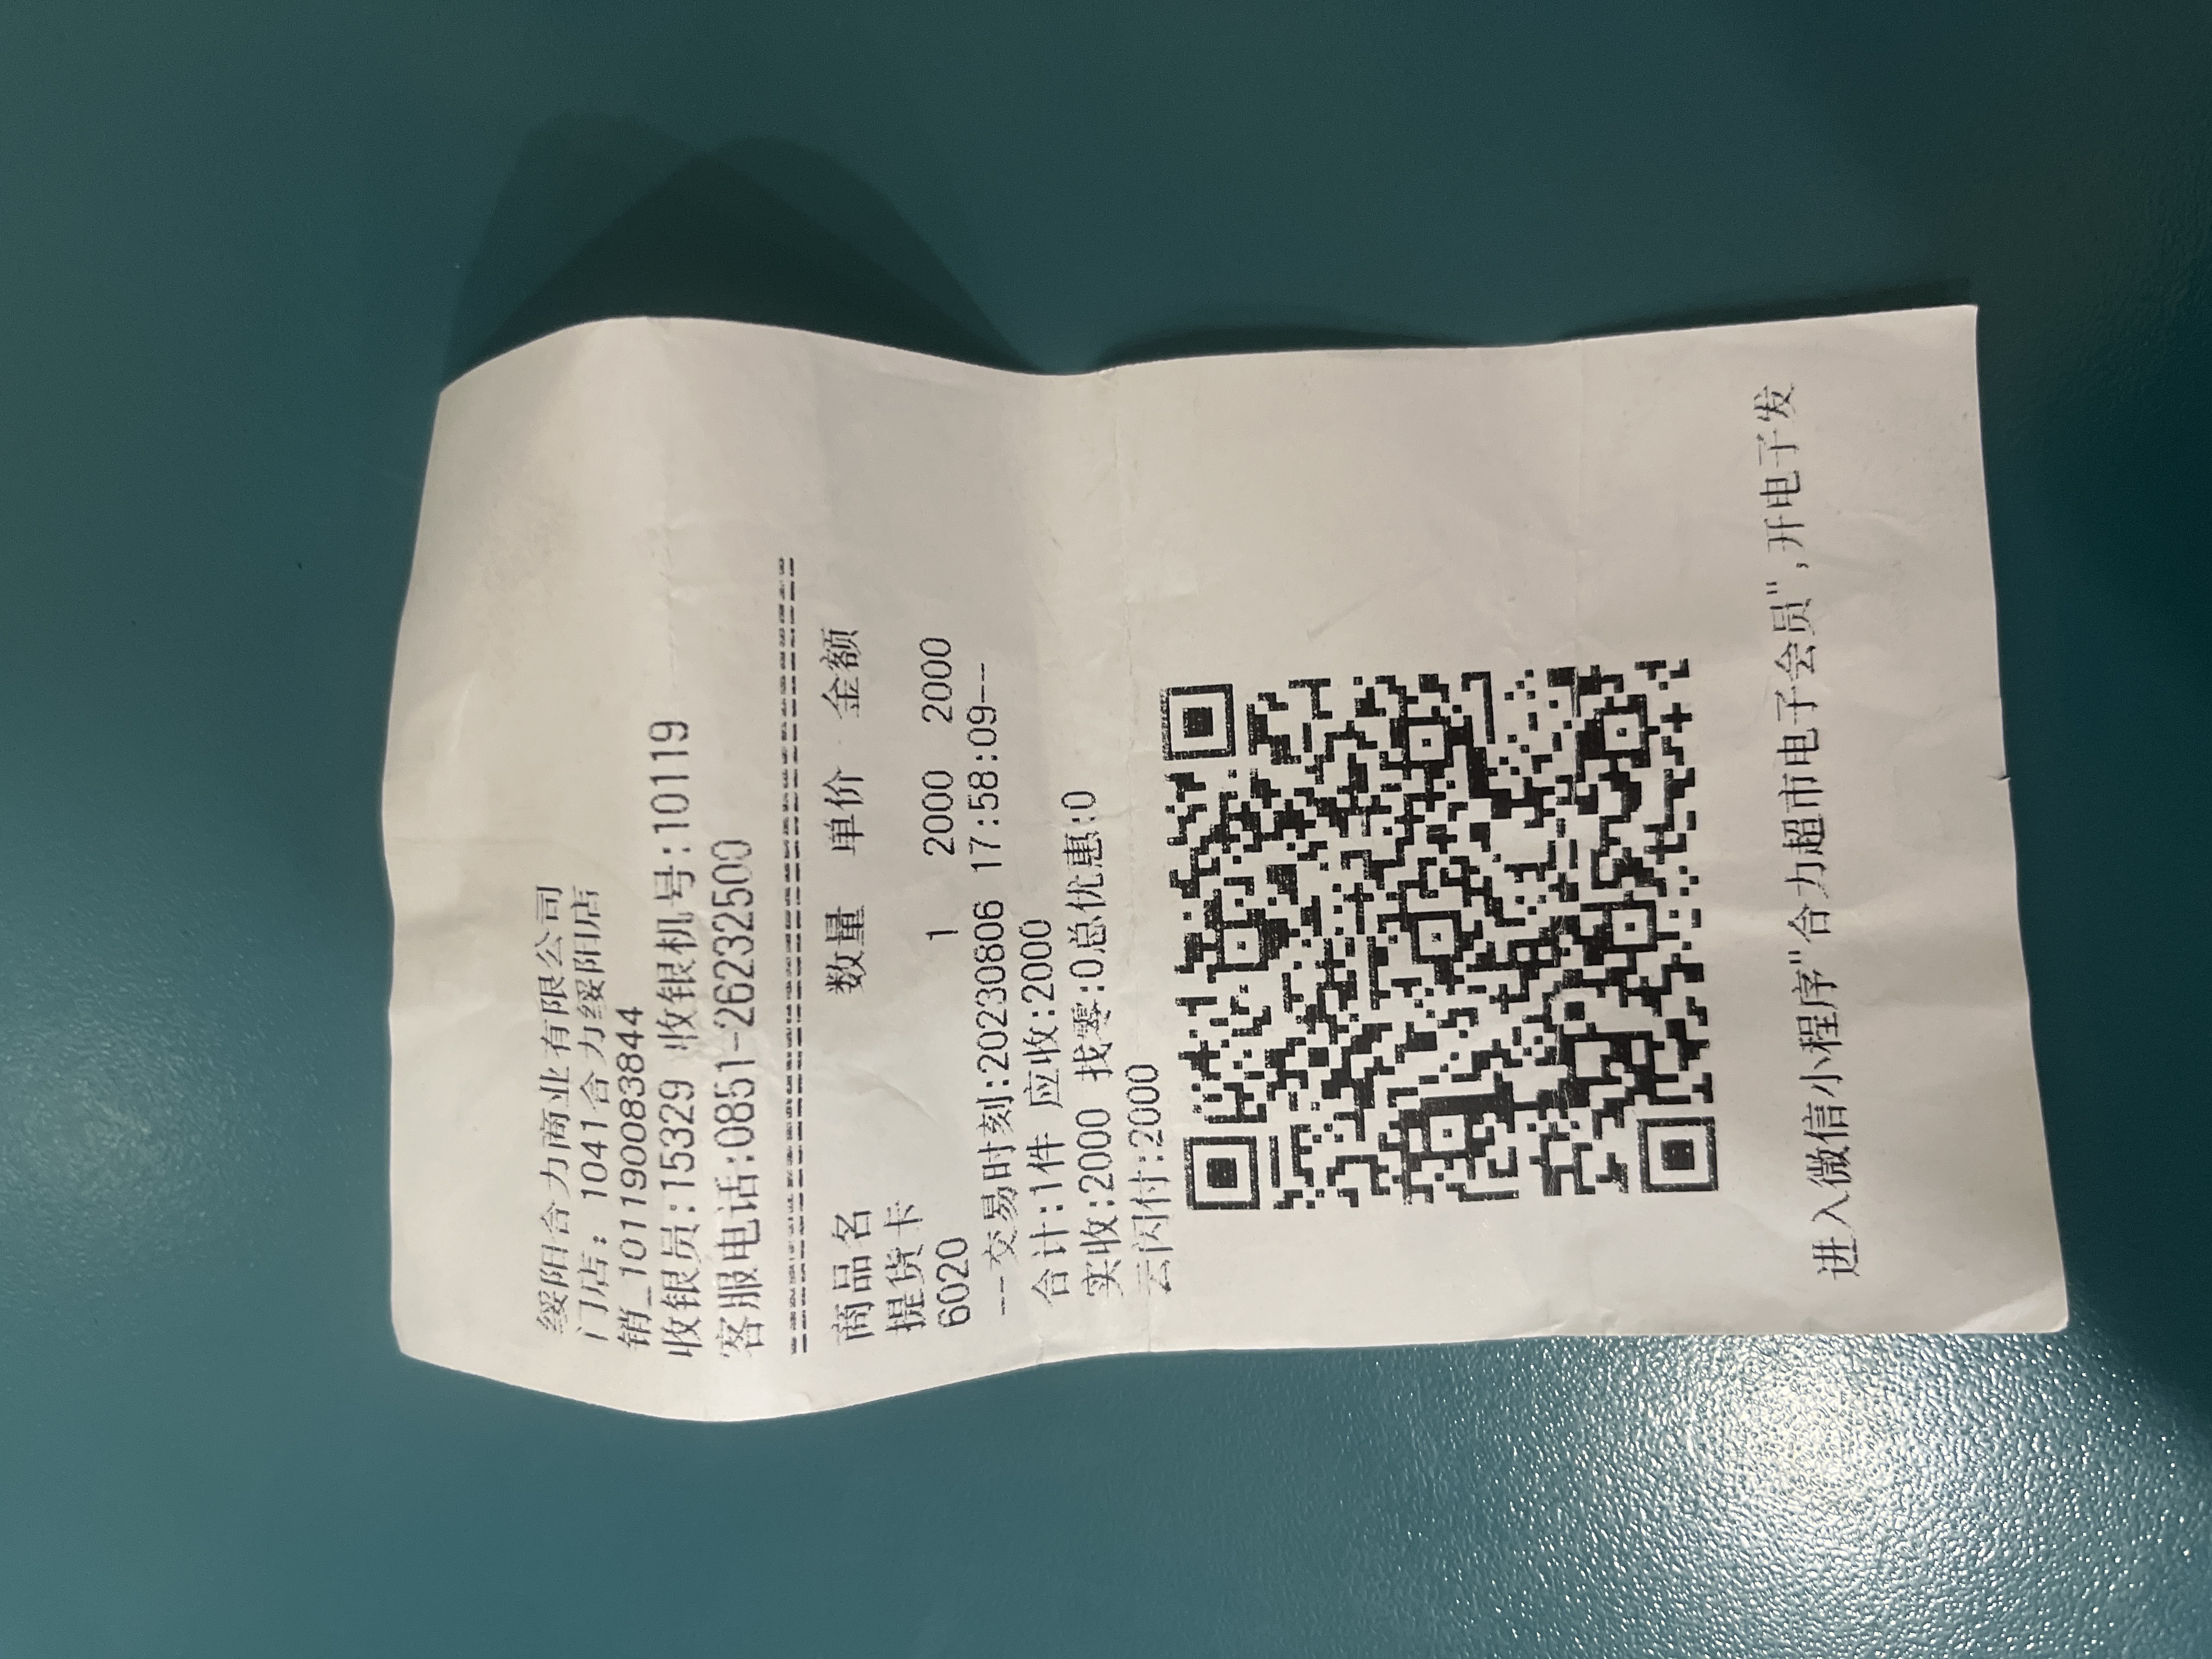 绥阳合力商业有限公司
门店：1041合力绥阳店
销_1011190083844
收银员:15329 收银机号:10119
客服电话:0851-26232500
================================
商品名 数量 单价 金额
提货卡
6020 1 2000 2000
--交易时刻:20230806 17:58:09--
合计:1件 应收:2000
实收:2000 找零:0总优惠:0
云闪付:2000
进入微信小程序"合力超市电子会员",开电子发